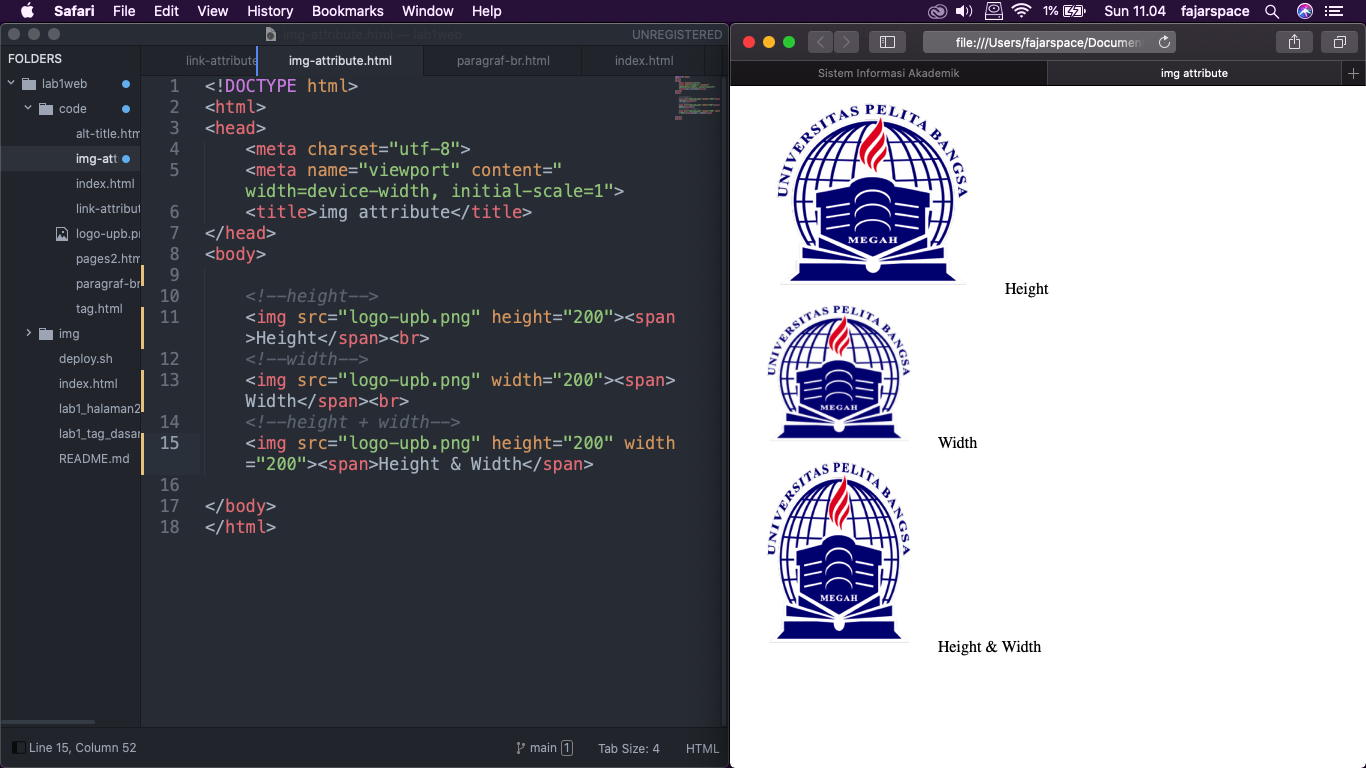 Safari File Edit View History Bookmarks Window Help 1% Sun 11.04 fajarspace
img-attribute.html — lab1web UNREGISTERED
FOLDERS
lab1web
code
alt-title.htm
img-att
index.html
link-attribut
logo-upb.pn
pages2.htm
paragraf-br
tag.html
img
deploy.sh
index.html
lab1_halaman2
lab1_tag_dasar
README.md
link-attribute img-attribute.html paragraf-br.html index.html
1 <!DOCTYPE html>
2 <html>
3 <head>
4 <meta charset="utf-8">
5 <meta name="viewport" content="
width=device-width, initial-scale=1">
6 <title>img attribute</title>
7 </head>
8 <body>
9
10 <!--height-->
11 <img src="logo-upb.png" height="200"><span
>Height</span><br>
12 <!--width-->
13 <img src="logo-upb.png" width="200"><span>
Width</span><br>
14 <!--height + width-->
15 <img src="logo-upb.png" height="200" width
="200"><span>Height & Width</span>
16
17 </body>
18 </html>
Line 15, Column 52 main 1 Tab Size: 4 HTML
file:///Users/fajarspace/Documen
Sistem Informasi Akademik img attribute
UNIVERSITAS PELITA BANGSA
MEGAH
Height
UNIVERSITAS PELITA BANGSA
MEGAH
Width
UNIVERSITAS PELITA BANGSA
MEGAH
Height & Width